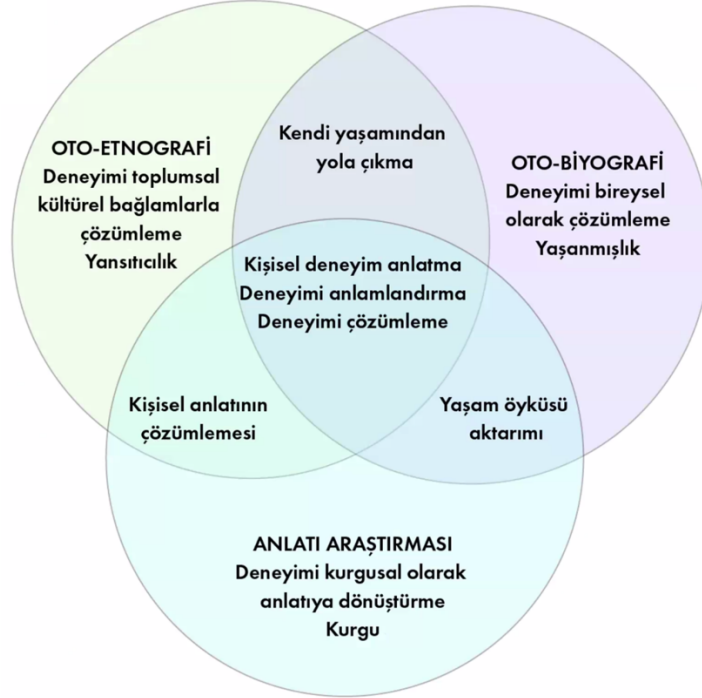 Kendi yaşamından
yola çıkma
OTO-ETNOGRAFİ
Deneyimi toplumsal
kültürel bağlamlarla
çözümleme
Yansıtıcılık
OTO-BİYOGRAFİ
Deneyimi bireysel
olarak çözümleme
Yaşanmışlık
Kişisel deneyim anlatma
Deneyimi anlamlandırma
Deneyimi çözümleme
Kişisel anlatının
çözümlemesi
Yaşam öyküsü
aktarımı
ANLATI ARAŞTIRMASI
Deneyimi kurgusal olarak
anlatıya dönüştürme
Kurgu